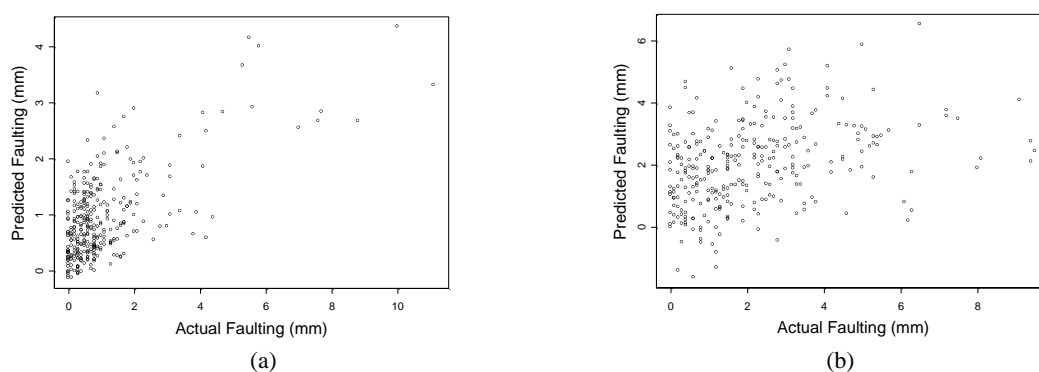 Predicted Faulting (mm)
4
3
2
1
0
0 2 4 6 8 10
Actual Faulting (mm)
(a)
Predicted Faulting (mm)
6
4
2
0
0 2 4 6 8
Actual Faulting (mm)
(b)